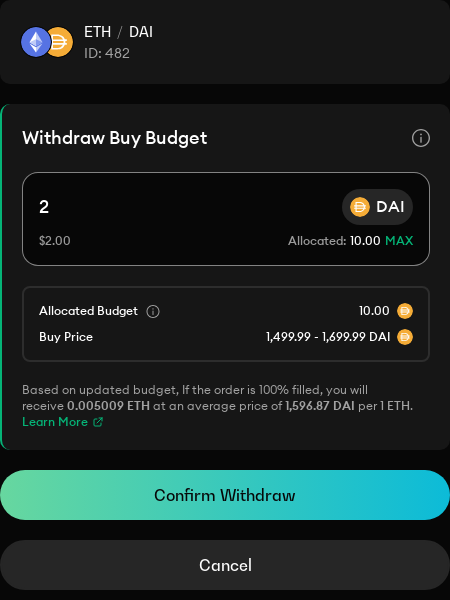 ETH / DAI
ID: 482
Withdraw Buy Budget
2
DAI
$2.00
Allocated: 10.00 MAX
Allocated Budget
10.00
Buy Price
1,499.99 - 1,699.99 DAI
Based on updated budget, If the order is 100% filled, you will
receive 0.005009 ETH at an average price of 1,596.87 DAI per 1 ETH.
Learn More
Confirm Withdraw
Cancel